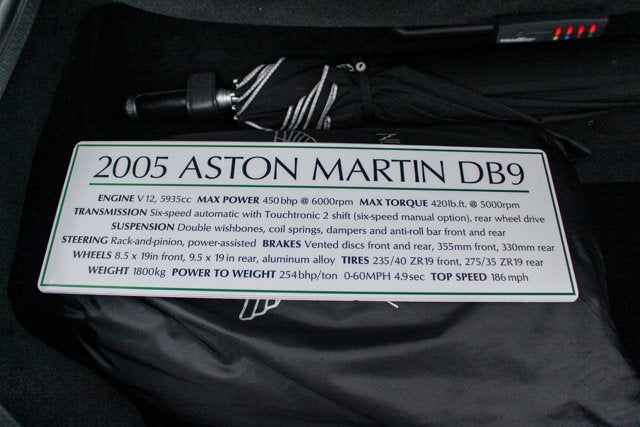 2005 ASTON MARTIN DB9
ENGINE V 12, 5935cc MAX POWER 450bhp @ 6000rpm MAX TORQUE 420lb.ft. @ 5000rpm
TRANSMISSION Six-speed automatic with Touchtronic 2 shift (six-speed manual option), rear wheel drive
SUSPENSION Double wishbones, coil springs, dampers and anti-roll bar front and rear
STEERING Rack-and-pinion, power-assisted BRAKES Vented discs front and rear, 355mm front, 330mm rear
WHEELS 8.5 x 19in front, 9.5 x 19 in rear, aluminum alloy TIRES 235/40 ZR19 front, 275/35 ZR19 rear
WEIGHT 1800kg POWER TO WEIGHT 254bhp/ton 0-60MPH 4.9sec TOP SPEED 186mph